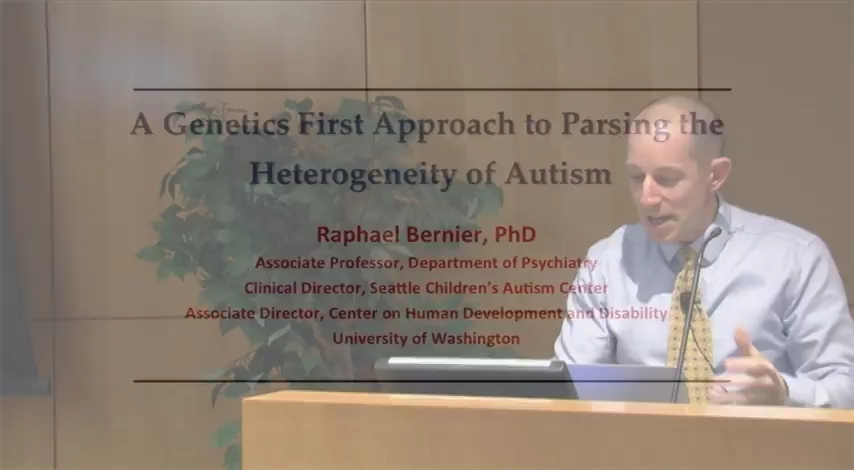 A Genetics First Approach to Parsing the
Heterogeneity of Autism
Raphael Bernier, PhD
Associate Professor, Department of Psychiatry
Clinical Director, Seattle Children's Autism Center
Associate Director, Center on Human Development and Disability
University of Washington